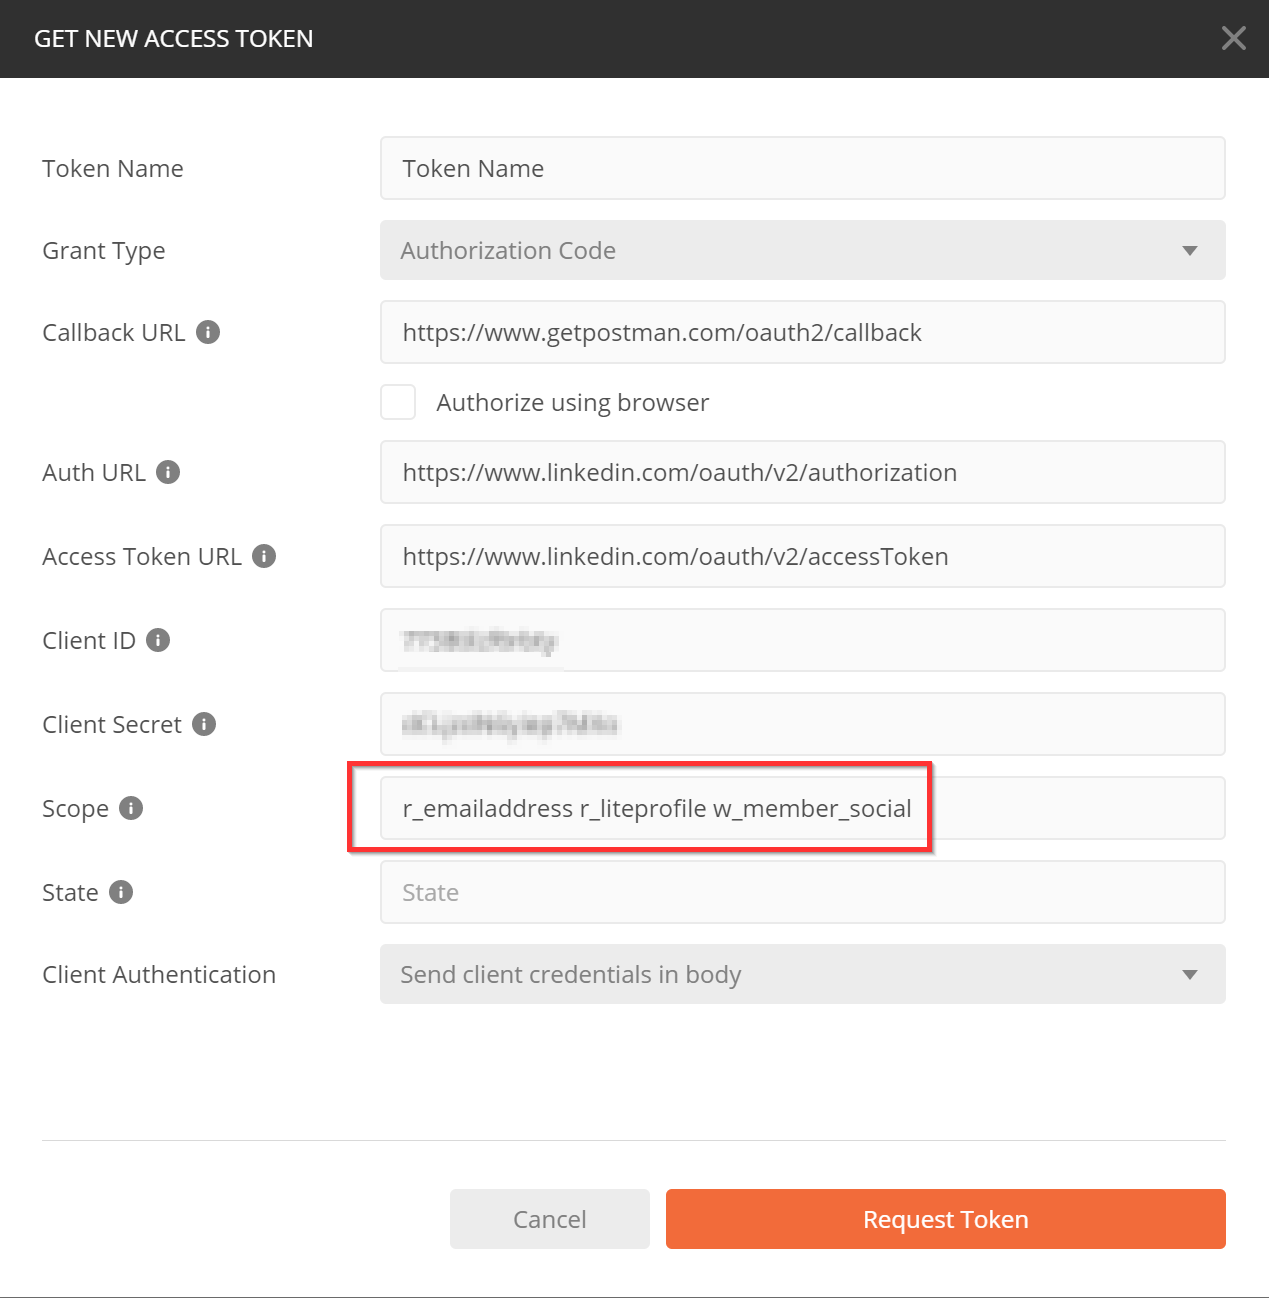 GET NEW ACCESS TOKEN
Token Name
Token Name
Grant Type
Authorization Code
Callback URL
https://www.getpostman.com/oauth2/callback
Authorize using browser
Auth URL
https://www.linkedin.com/oauth/v2/authorization
Access Token URL
https://www.linkedin.com/oauth/v2/accessToken
Client ID
Client Secret
Scope
r_emailaddress r_liteprofile w_member_social
State
State
Client Authentication
Send client credentials in body
Cancel
Request Token